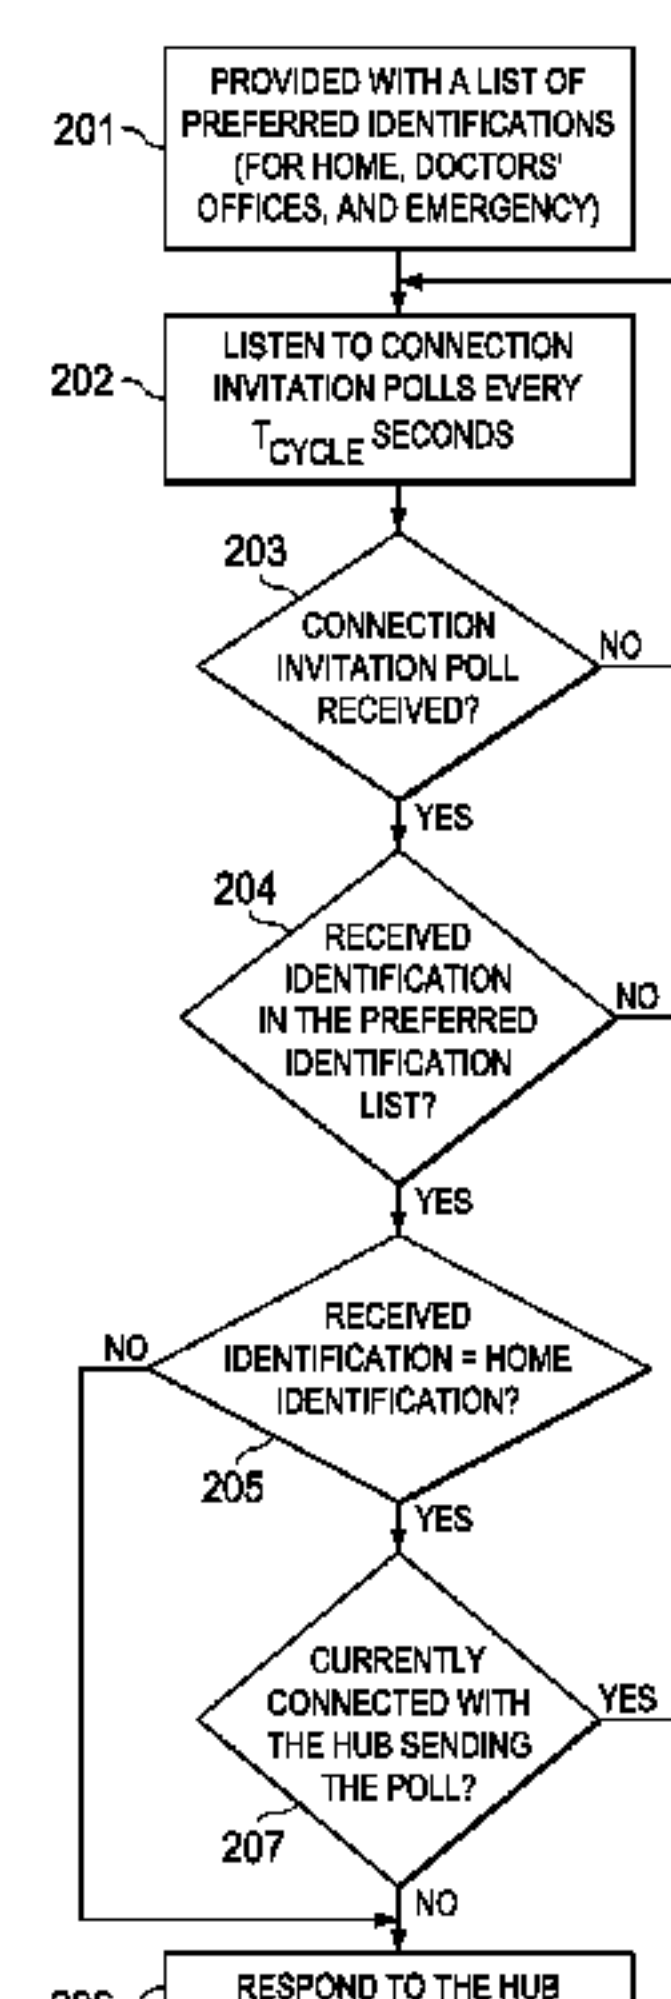 PROVIDED WITH A LIST OF
PREFERRED IDENTIFICATIONS
(FOR HOME, DOCTORS'
OFFICES, AND EMERGENCY)
201
LISTEN TO CONNECTION
INVITATION POLLS EVERY
TCYCLE SECONDS
202
203
CONNECTION
INVITATION POLL
RECEIVED?
NO
YES
204
RECEIVED
IDENTIFICATION
IN THE PREFERRED
IDENTIFICATION
LIST?
NO
YES
RECEIVED
IDENTIFICATION = HOME
IDENTIFICATION?
NO
205
YES
CURRENTLY
CONNECTED WITH
THE HUB SENDING
THE POLL?
YES
207
NO
RESPOND TO THE HUB